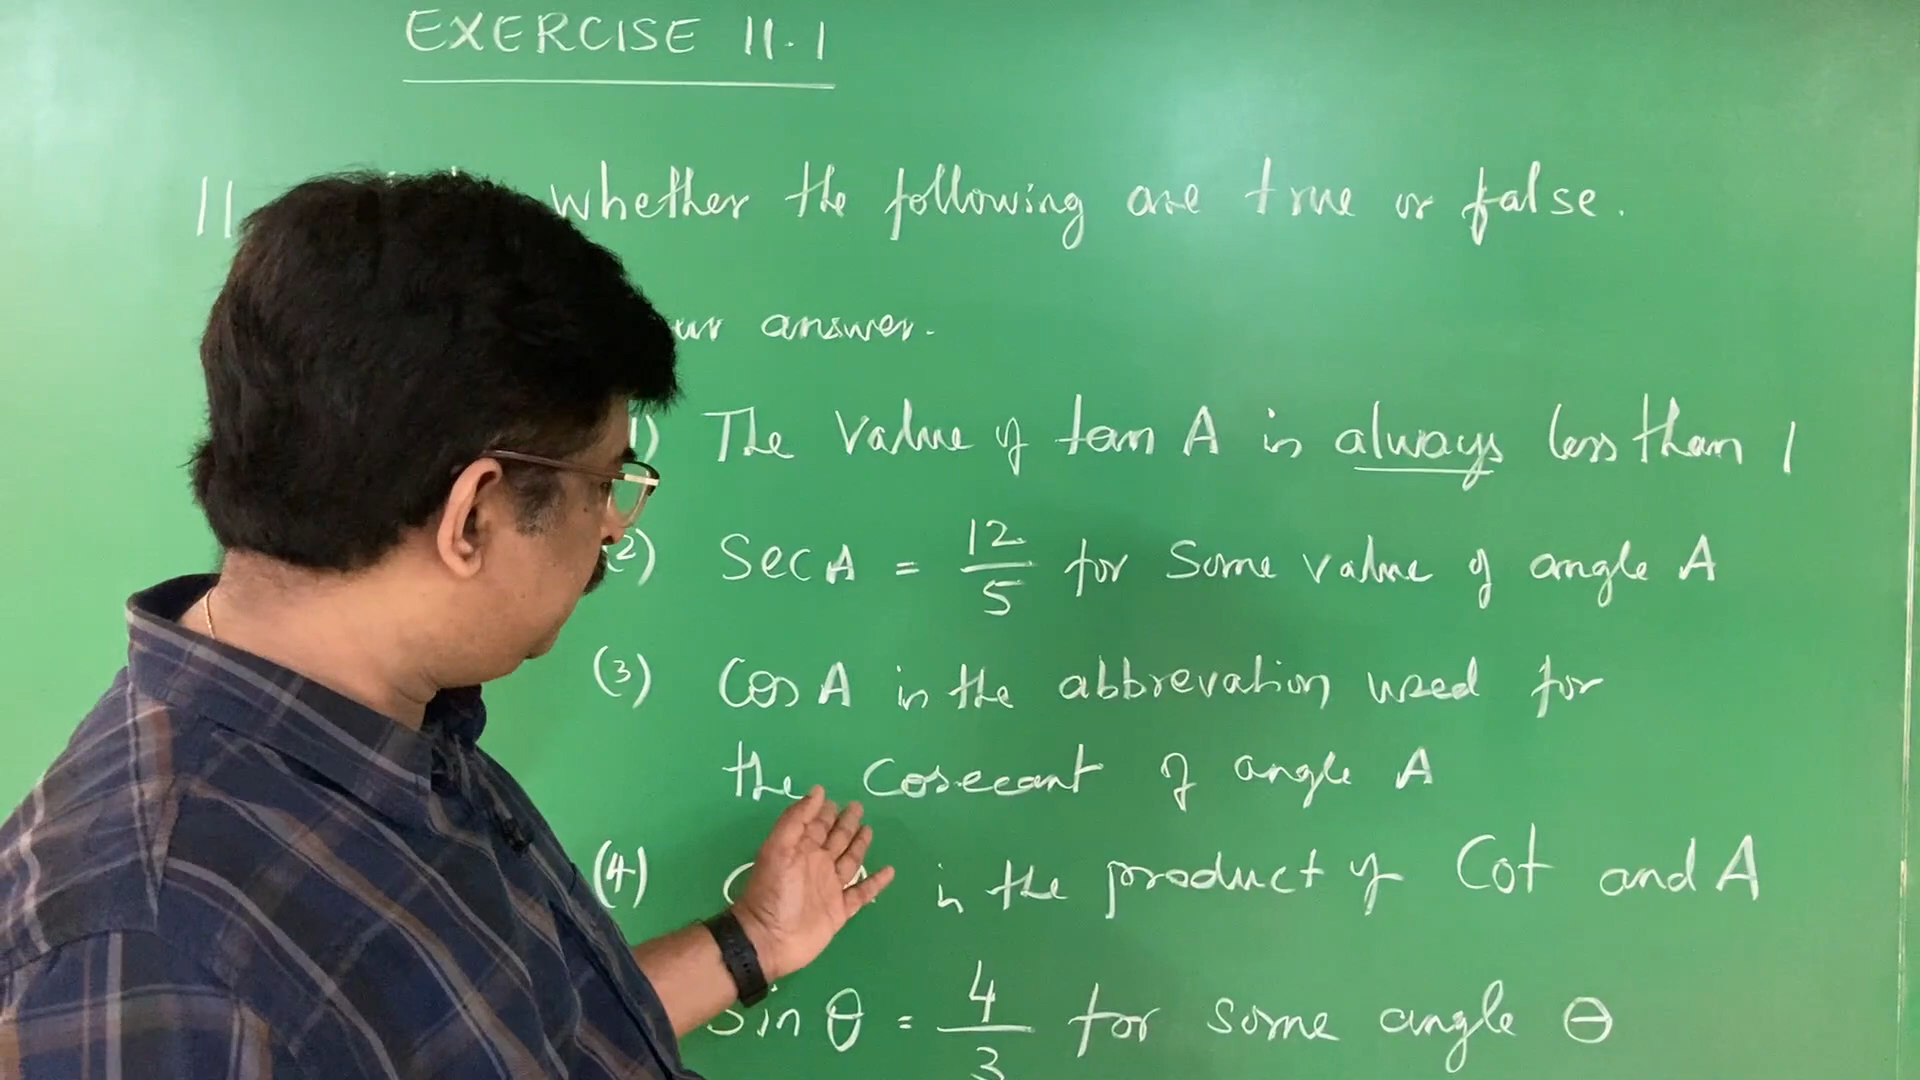 EXERCISE 11.1
11 whether the following are true or false.
answer.
1) The value of tan A is always less than 1
(2) Sec A = 12/5 for some value of angle A
(3) Cos A is the abbrevation used for
the Cosecant of angle A
(4) is the product of Cot and A
Sin θ = 4/3 for some angle θ